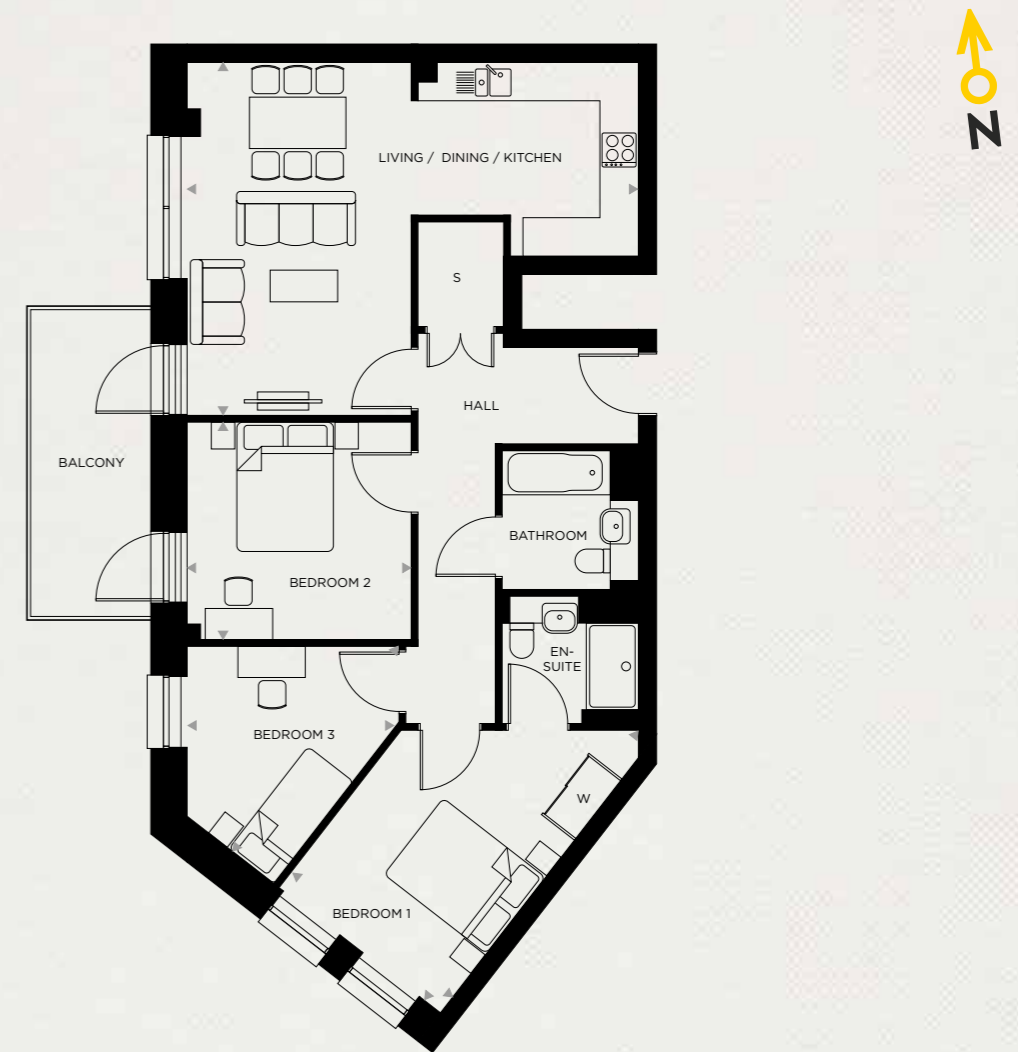 N
LIVING / DINING / KITCHEN
S
HALL
BALCONY
BATHROOM
BEDROOM 2
EN-
SUITE
BEDROOM 3
W
BEDROOM 1